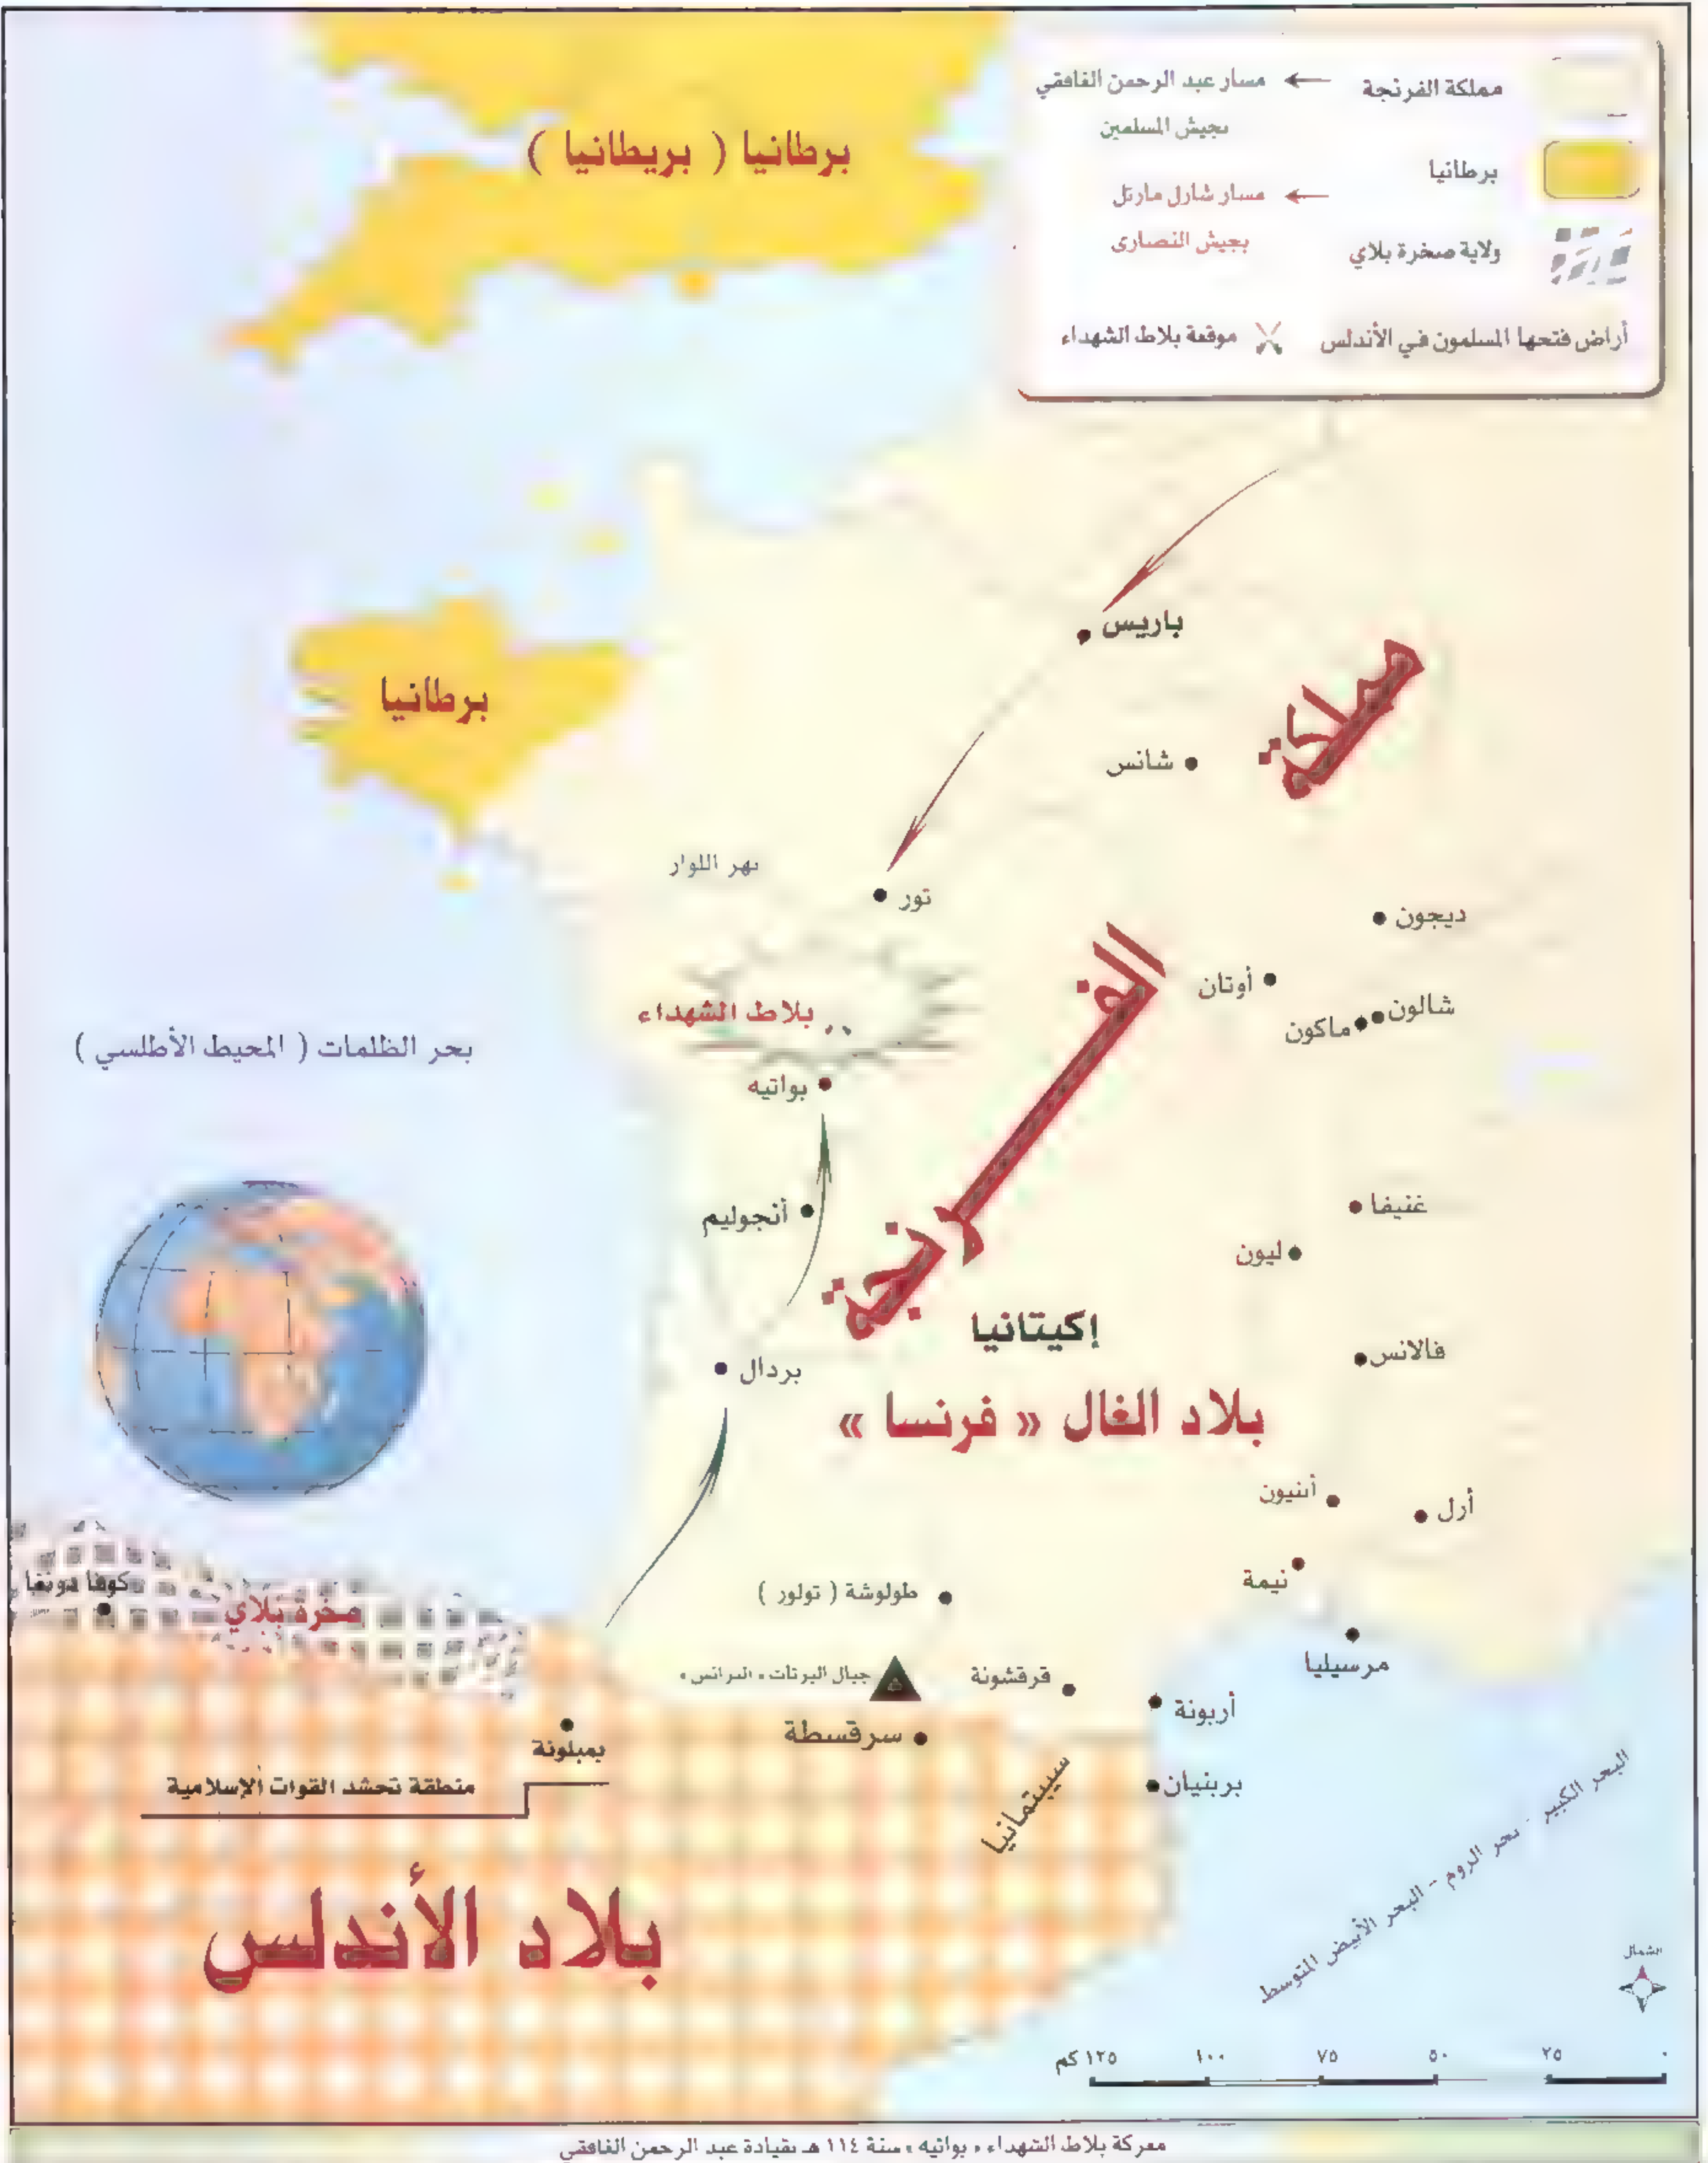 مملكة الفرنجة
برطانيا
ولاية صخرة بلاي
أراض فتحها المسلمون في الأندلس
مسار عبد الرحمن الغافقي
بجيش المسلمين
مسار شارل مارتل
بجيش النصارى
موقعة بلاط الشهداء
برطانيا ( بريطانيا )
باريس
برطانيا
مملكة
شانس
نهر اللوار
تور
ديجون
الفرنجة
أوتان
شالون
ماكون
بلاط الشهداء
بحر الظلمات ( المحيط الأطلسي )
بواتيه
أنجوليم
غنيفا
ليون
إكيتانيا
فالانس
بردال
بلاد الغال « فرنسا »
أرل
نيمة
كوفا دونغا
صخرة بلاي
طولوشة ( تولور )
مرسيليا
جبال البرتات « البرانس »
قرقشونة
أربونة
سرقسطة
بمبلونة
منطقة تحشد القوات الإسلامية
سيبتمانيا
بربنيان
البحر الكبير - بحر الروم - البحر الأبيض المتوسط
بلاد الأندلس
الشمال
١٢٥ كم ١٠٠ ٧٥ ٥٠ ٢٥ ٠
معركة بلاط الشهداء « بواتيه » سنة ١١٤ هـ بقيادة عبد الرحمن الغافقي